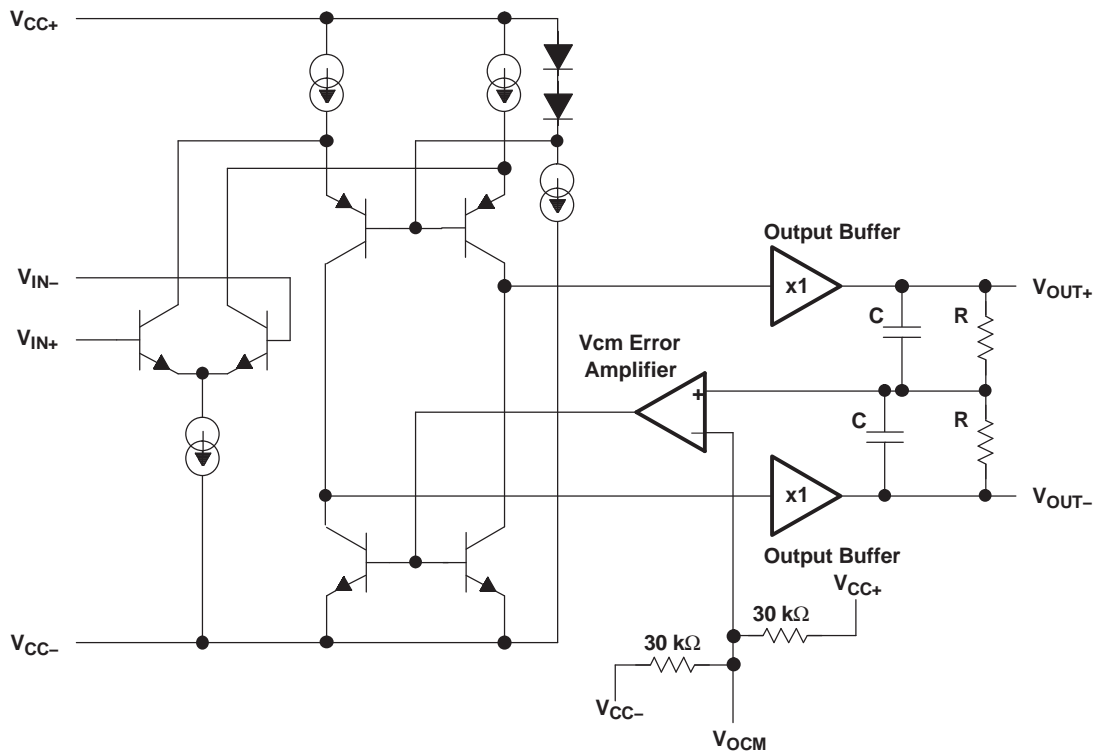 VCC+
Output Buffer
VIN–
x1
VOUT+
C
R
VIN+
Vcm Error
Amplifier
+
–
C
R
x1
VOUT–
Output Buffer
VCC+
30 kΩ
VCC–
30 kΩ
VCC–
VOCM